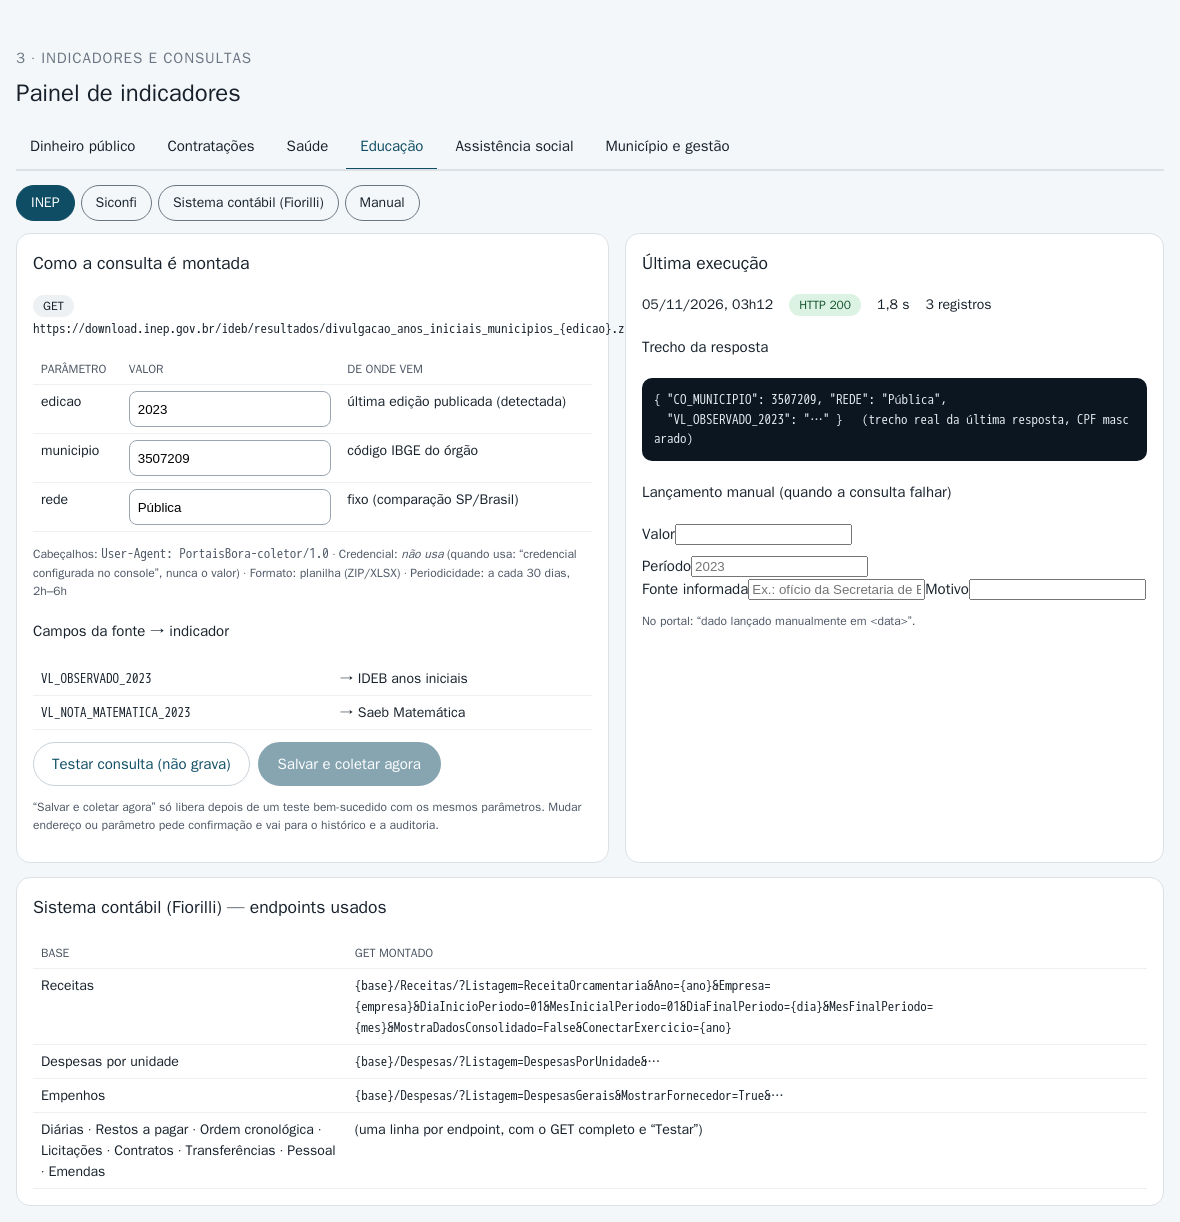 3 · INDICADORES E CONSULTAS
Painel de indicadores
Dinheiro público Contratações Saúde Educação Assistência social Município e gestão
INEP Siconfi Sistema contábil (Fiorilli) Manual
Como a consulta é montada
GET
https://download.inep.gov.br/ideb/resultados/divulgacao_anos_iniciais_municipios_{edicao}.z
PARÂMETRO VALOR DE ONDE VEM
edicao 2023 última edição publicada (detectada)
municipio 3507209 código IBGE do órgão
rede Pública fixo (comparação SP/Brasil)
Cabeçalhos: User-Agent: PortaisBora-coletor/1.0 · Credencial: não usa (quando usa: “credencial
configurada no console”, nunca o valor) · Formato: planilha (ZIP/XLSX) · Periodicidade: a cada 30 dias,
2h–6h
Campos da fonte → indicador
VL_OBSERVADO_2023 → IDEB anos iniciais
VL_NOTA_MATEMATICA_2023 → Saeb Matemática
Testar consulta (não grava) Salvar e coletar agora
“Salvar e coletar agora” só libera depois de um teste bem-sucedido com os mesmos parâmetros. Mudar
endereço ou parâmetro pede confirmação e vai para o histórico e a auditoria.
Última execução
05/11/2026, 03h12 HTTP 200 1,8 s 3 registros
Trecho da resposta
{ "CO_MUNICIPIO": 3507209, "REDE": "Pública",
"VL_OBSERVADO_2023": "…" } (trecho real da última resposta, CPF masc
arado)
Lançamento manual (quando a consulta falhar)
Valor
Período 2023
Fonte informada Ex.: ofício da Secretaria de E Motivo
No portal: “dado lançado manualmente em <data>”.
Sistema contábil (Fiorilli) — endpoints usados
BASE GET MONTADO
Receitas {base}/Receitas/?Listagem=ReceitaOrcamentaria&Ano={ano}&Empresa=
{empresa}&DiaInicioPeriodo=01&MesInicialPeriodo=01&DiaFinalPeriodo={dia}&MesFinalPeriodo=
{mes}&MostraDadosConsolidado=False&ConectarExercicio={ano}
Despesas por unidade {base}/Despesas/?Listagem=DespesasPorUnidade&…
Empenhos {base}/Despesas/?Listagem=DespesasGerais&MostrarFornecedor=True&…
Diárias · Restos a pagar · Ordem cronológica · (uma linha por endpoint, com o GET completo e “Testar”)
Licitações · Contratos · Transferências · Pessoal
· Emendas